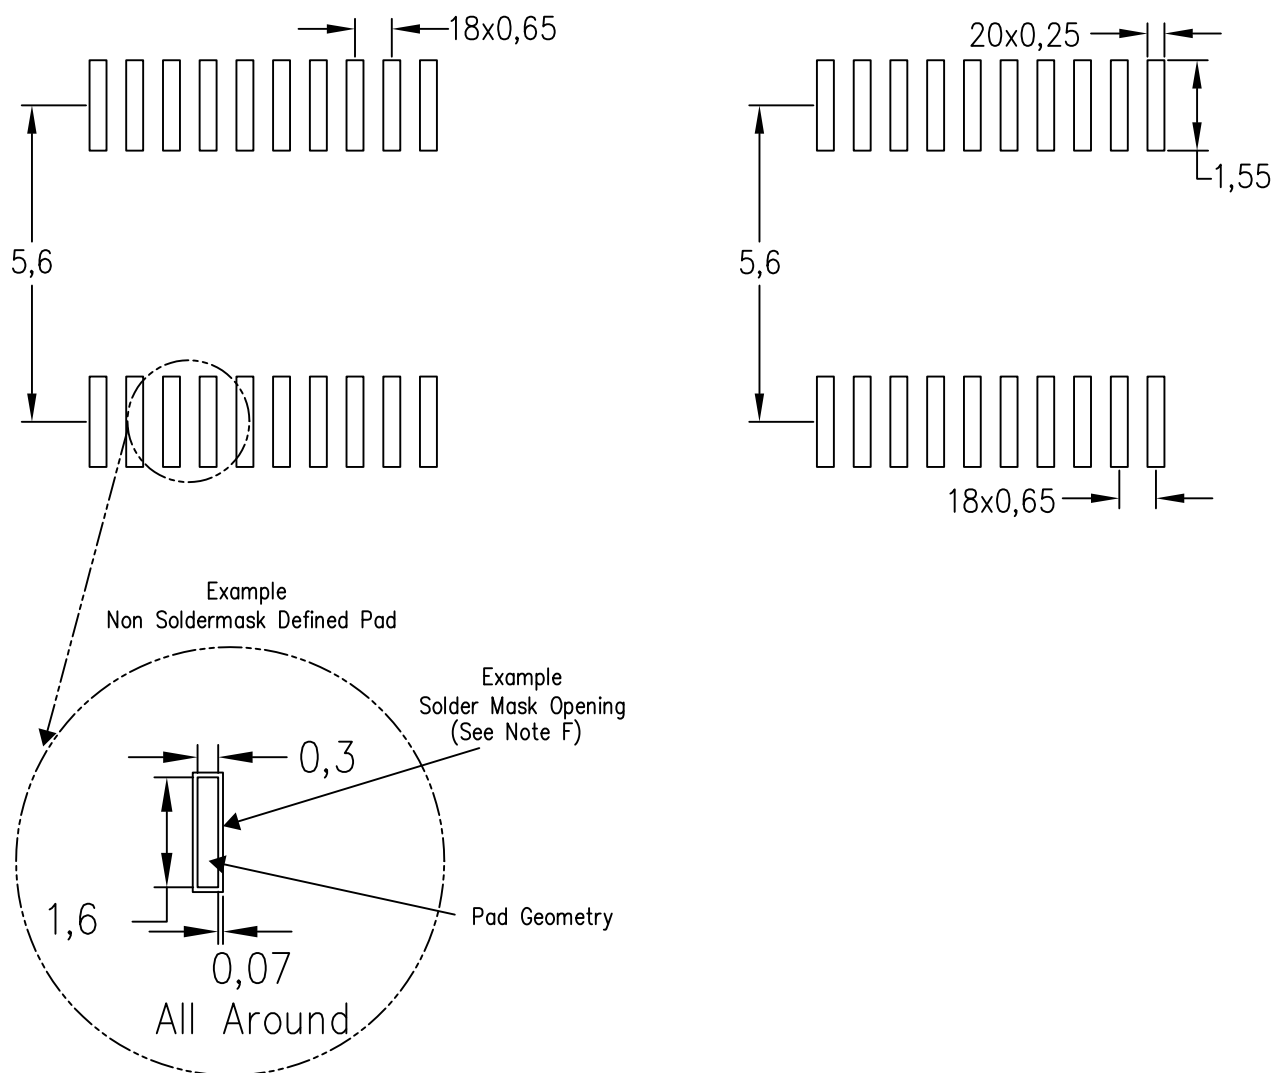 18x0,65
20x0,25
1,55
5,6
5,6
18x0,65
Example
Non Soldermask Defined Pad
Example
Solder Mask Opening
(See Note F)
0,3
1,6
Pad Geometry
0,07
All Around